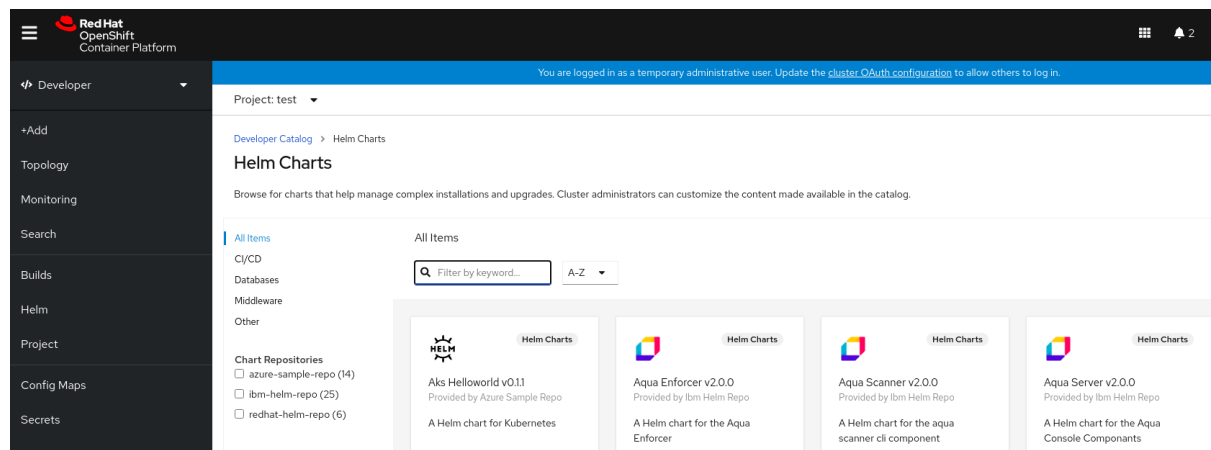 Red Hat
OpenShift
Container Platform
2
Developer
You are logged in as a temporary administrative user. Update the cluster OAuth configuration to allow others to log in.
Project: test
+Add
Topology
Monitoring
Search
Builds
Helm
Project
Config Maps
Secrets
Developer Catalog > Helm Charts
Helm Charts
Browse for charts that help manage complex installations and upgrades. Cluster administrators can customize the content made available in the catalog.
All Items
CI/CD
Databases
Middleware
Other
Chart Repositories
azure-sample-repo (14)
ibm-helm-repo (25)
redhat-helm-repo (6)
All Items
Filter by keyword...
A-Z
HELM
Helm Charts
Aks Helloworld v0.1.1
Provided by Azure Sample Repo
A Helm chart for Kubernetes
Helm Charts
Aqua Enforcer v2.0.0
Provided by Ibm Helm Repo
A Helm chart for the Aqua
Enforcer
Helm Charts
Aqua Scanner v2.0.0
Provided by Ibm Helm Repo
A Helm chart for the aqua
scanner cli component
Helm Charts
Aqua Server v2.0.0
Provided by Ibm Helm Repo
A Helm chart for the Aqua
Console Componants